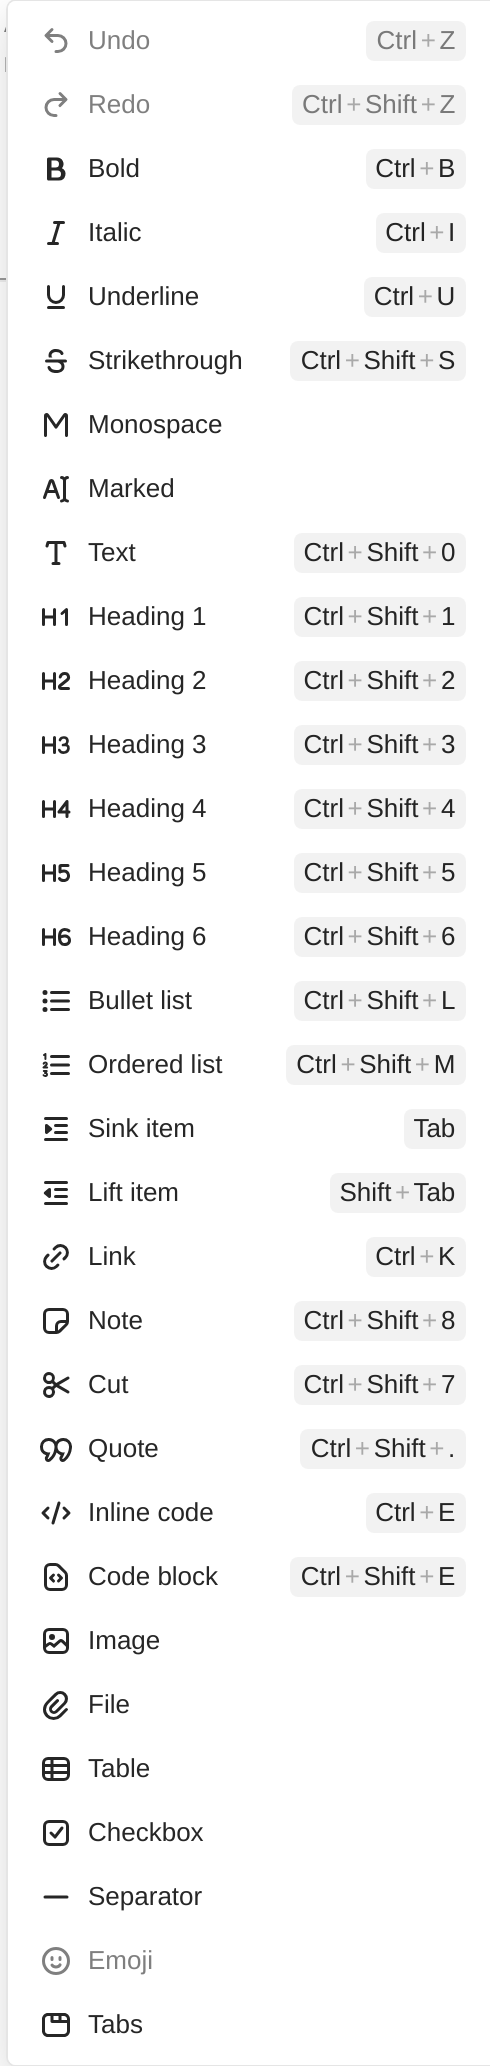 Undo Ctrl+Z
Redo Ctrl+Shift+Z
B Bold Ctrl+B
I Italic Ctrl+I
U Underline Ctrl+U
S Strikethrough Ctrl+Shift+S
M Monospace
A Marked
T Text Ctrl+Shift+0
H1 Heading 1 Ctrl+Shift+1
H2 Heading 2 Ctrl+Shift+2
H3 Heading 3 Ctrl+Shift+3
H4 Heading 4 Ctrl+Shift+4
H5 Heading 5 Ctrl+Shift+5
H6 Heading 6 Ctrl+Shift+6
Bullet list Ctrl+Shift+L
Ordered list Ctrl+Shift+M
Sink item Tab
Lift item Shift+Tab
Link Ctrl+K
Note Ctrl+Shift+8
Cut Ctrl+Shift+7
Quote Ctrl+Shift+.
</> Inline code Ctrl+E
Code block Ctrl+Shift+E
Image
File
Table
Checkbox
Separator
Emoji
Tabs